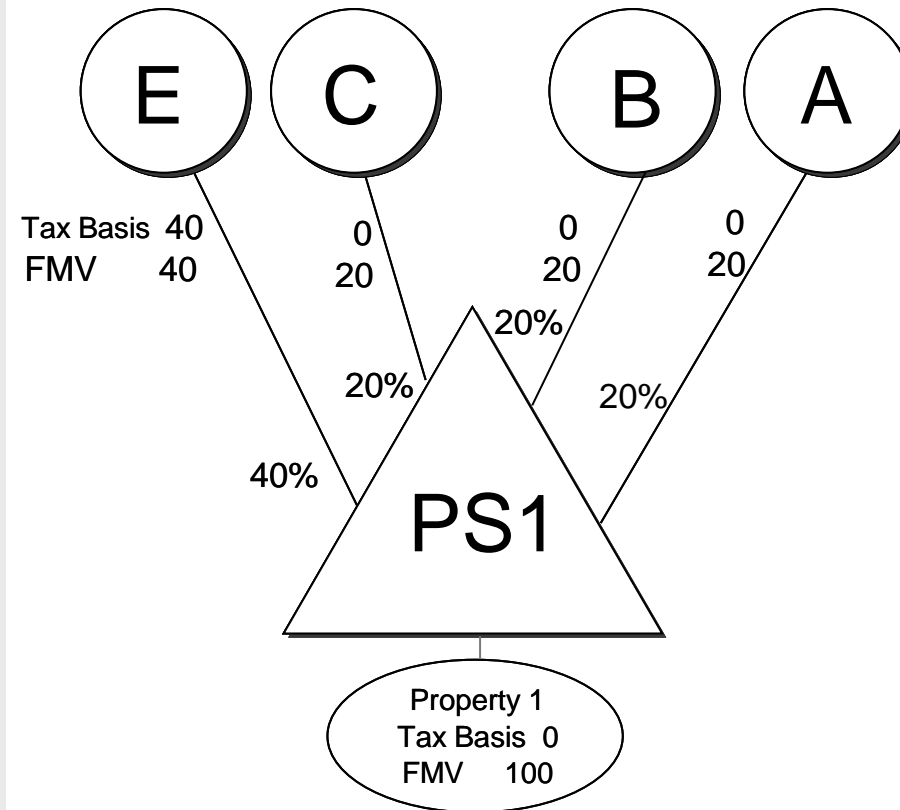 E C B A
Tax Basis 40 0 0 0
FMV 40 20 20 20
20%
20% 20%
40%
PS1
Property 1
Tax Basis 0
FMV 100